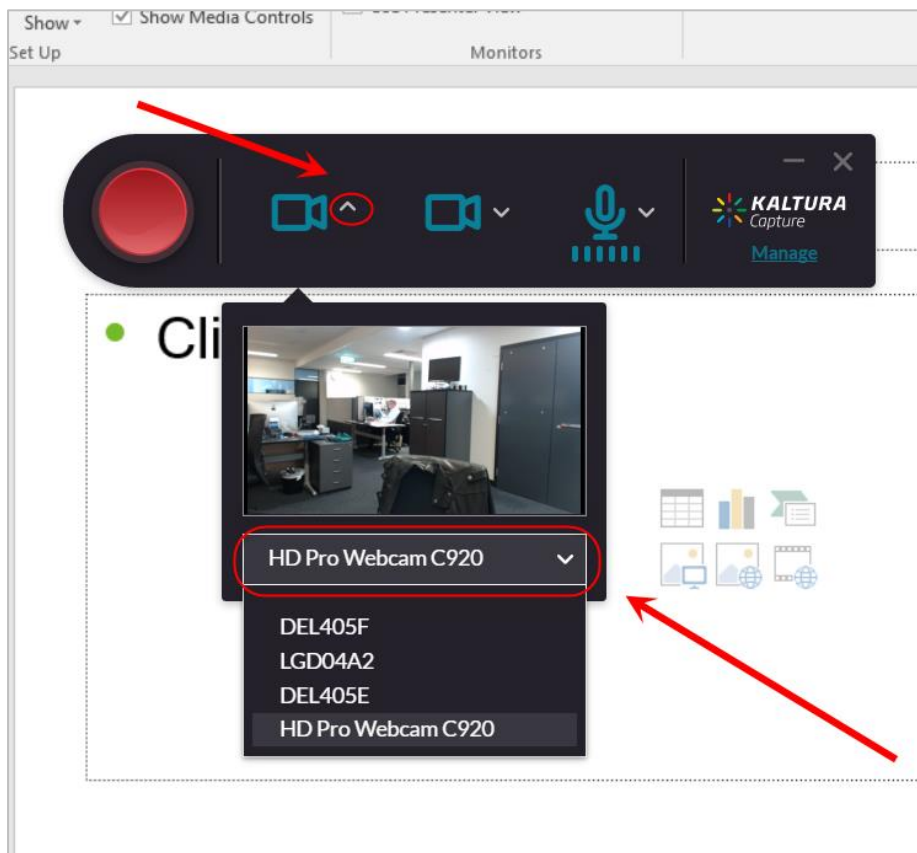 Show
Show Media Controls
Set Up
Monitors
KALTURA
Capture
Manage
Cli
HD Pro Webcam C920
DEL405F
LGD04A2
DEL405E
HD Pro Webcam C920